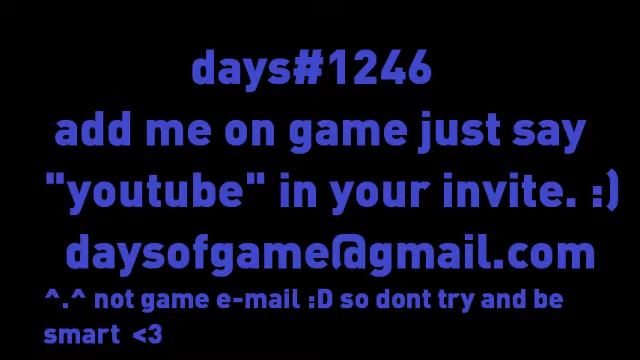 days#1246
add me on game just say
"youtube" in your invite. :)
daysofgame@gmail.com
^.^ not game e-mail :D so dont try and be
smart <3